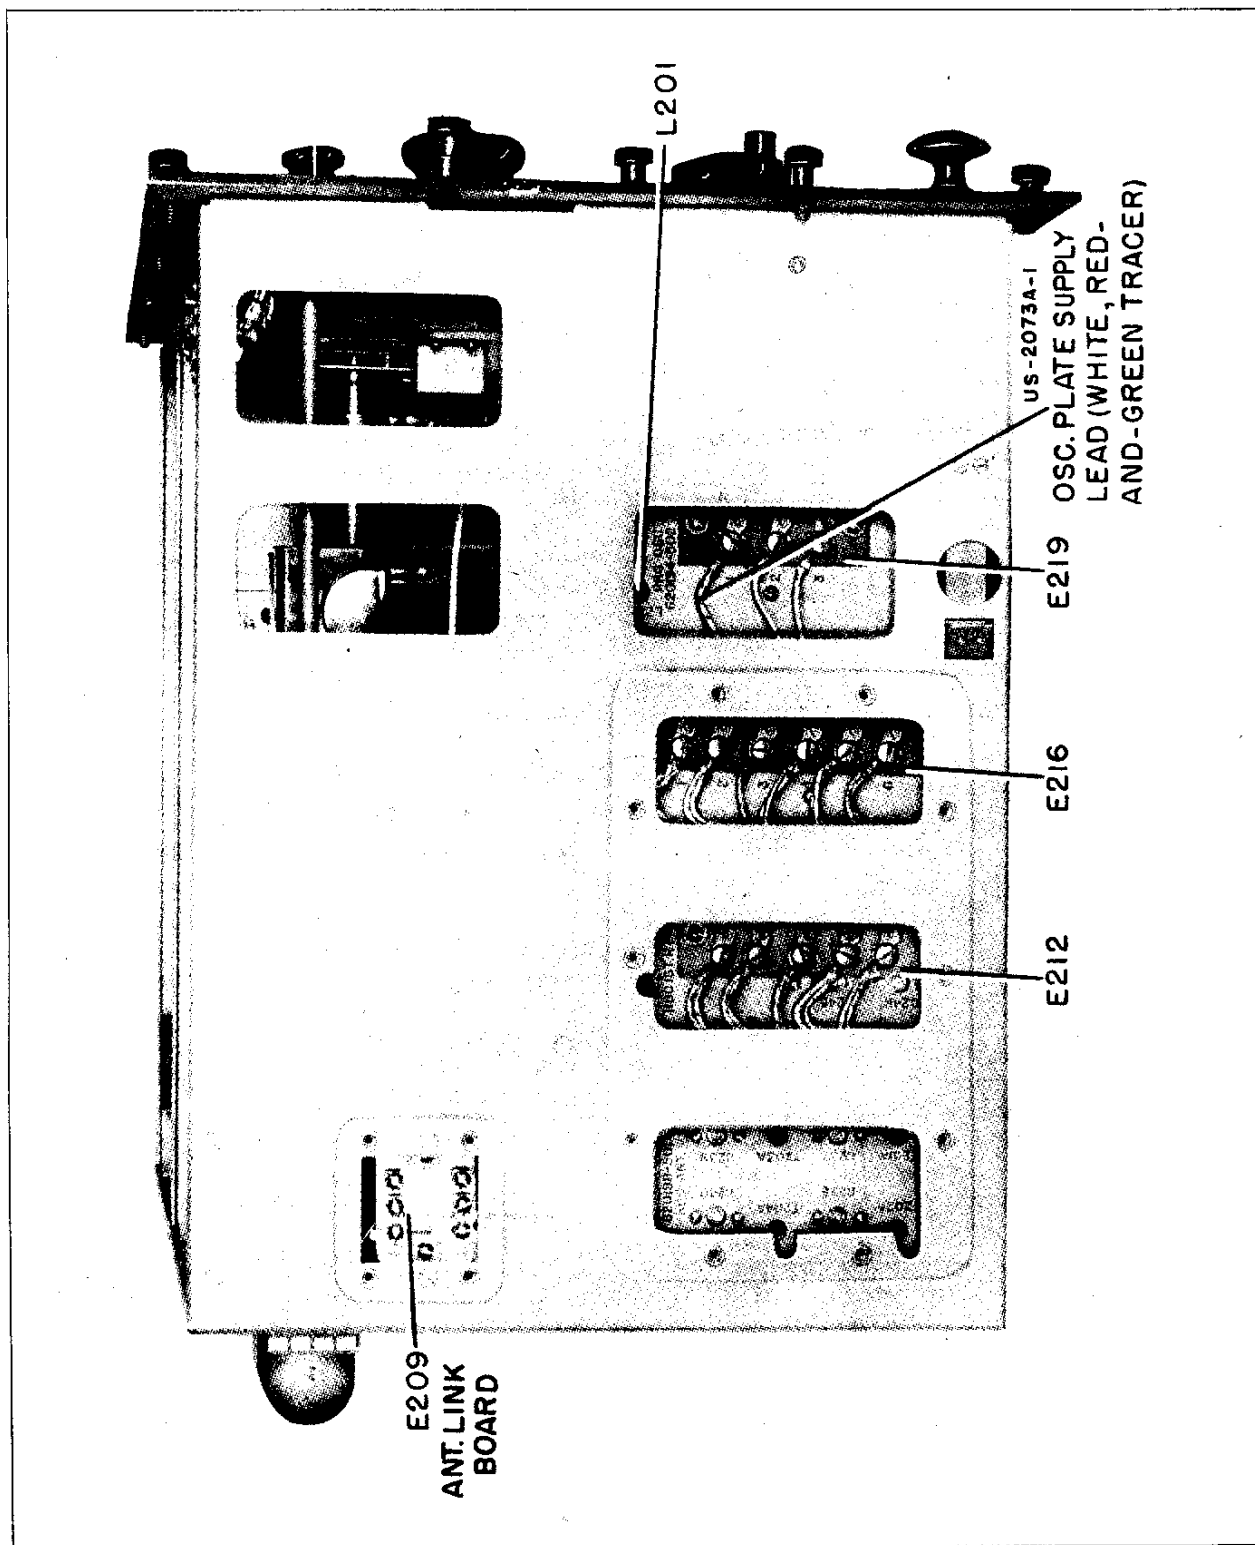 L201
US-2073A-1
OSC. PLATE SUPPLY
LEAD (WHITE, RED-
AND-GREEN TRACER)
E219
E216
E212
E209
ANT. LINK
BOARD